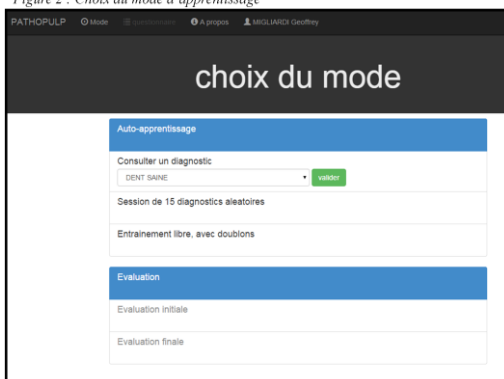 Figure 2 : Choix du mode d'apprentissage
PATHOPULP Mode questionnaire A propos MIGLIARDI Geoffrey
choix du mode
Auto-apprentissage
Consulter un diagnostic
DENT SAINE valider
Session de 15 diagnostics aleatoires
Entrainement libre, avec doublons
Evaluation
Evaluation initiale
Evaluation finale